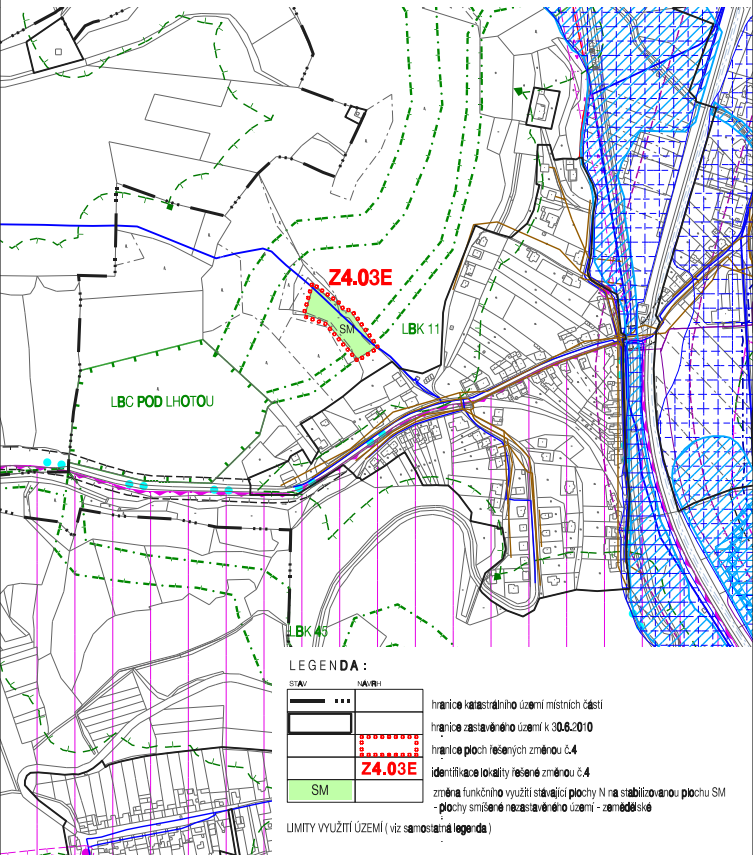 Z4.03E
SM
LBK 11
LBC POD LHOTOU
LBK 45
LEGENDA :
STAV NÁVRH
hranice katastrálního území místních částí
hranice zastavěného území k 30.6.2010
hranice ploch řešených změnou č.4
Z4.03E identifikace lokality řešené změnou č.4
SM změna funkčního využití stávající plochy N na stabilizovanou plochu SM
- plochy smíšené nezastavěného území - zemědělské
LIMITY VYUŽITÍ ÚZEMÍ ( viz samostatná legenda )